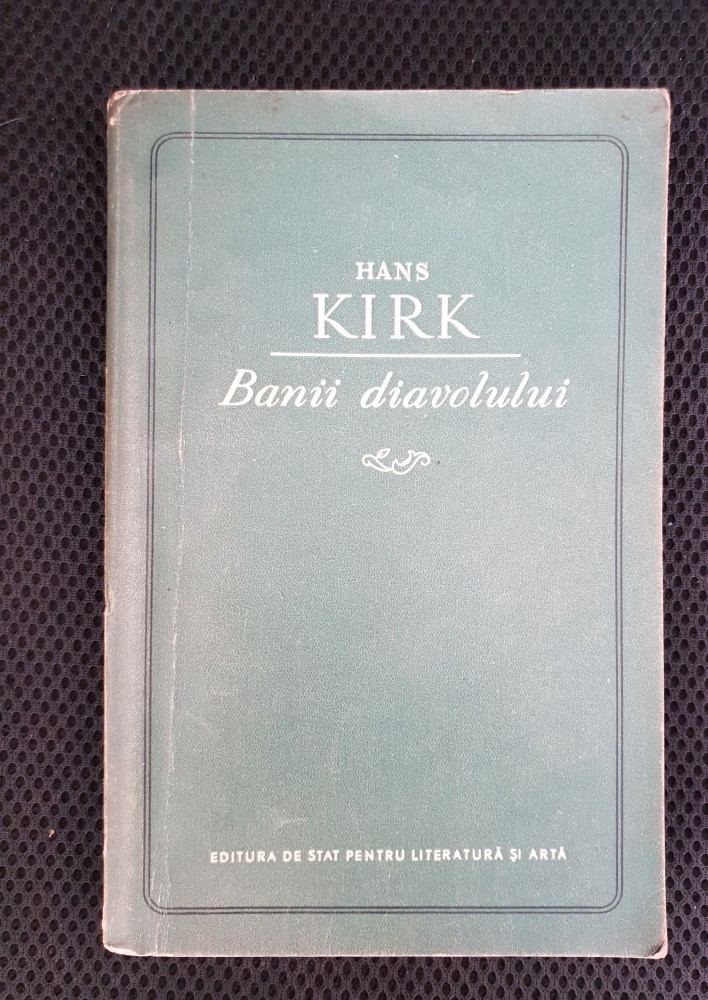 HANS
KIRK
Banii diavolului
EDITURA DE STAT PENTRU LITERATURĂ ȘI ARTĂ